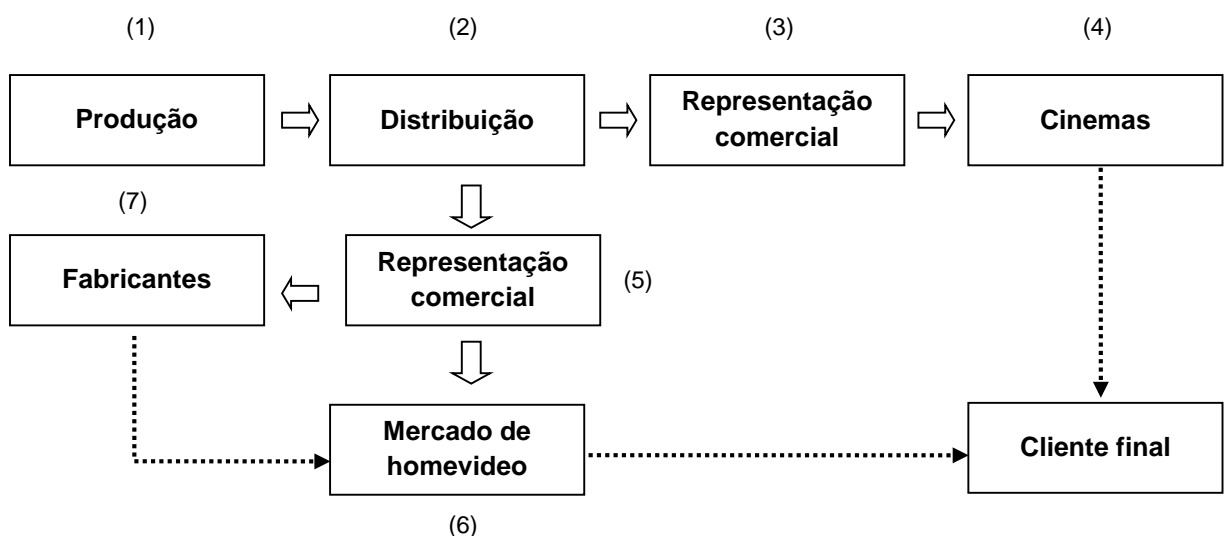 (1)
(2)
(3)
(4)
Produção
Distribuição
Representação
comercial
Cinemas
(7)
Fabricantes
Representação
comercial
(5)
Mercado de
homevideo
Cliente final
(6)